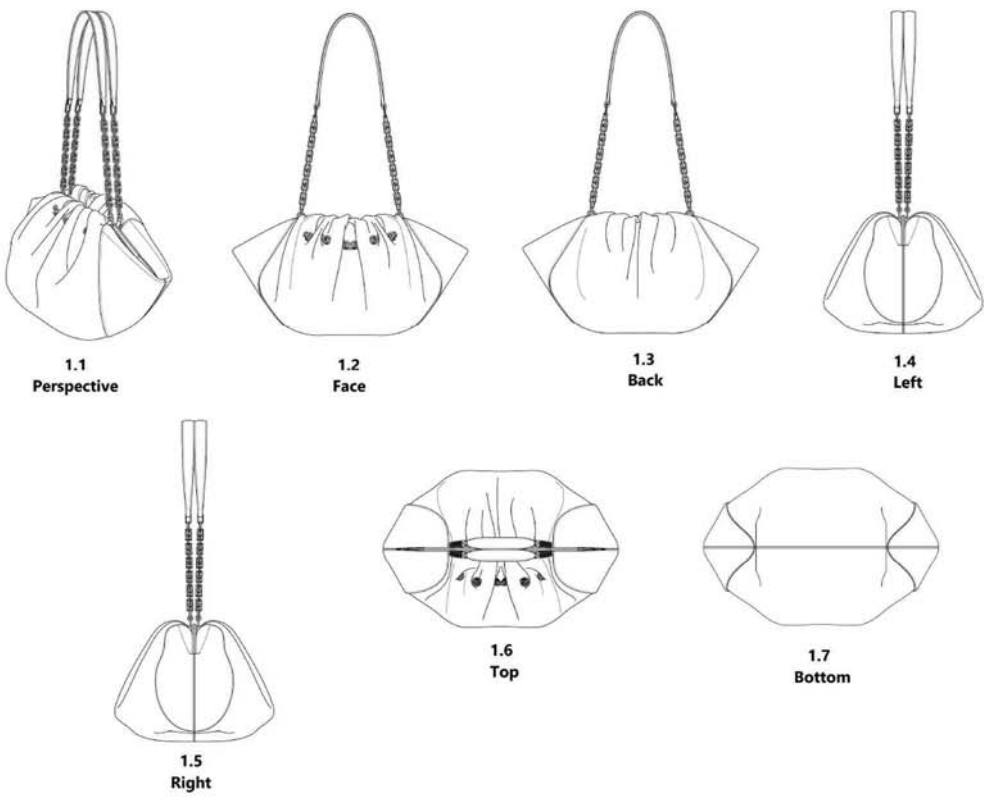 1.1
Perspective
1.2
Face
1.3
Back
1.4
Left
1.5
Right
1.6
Top
1.7
Bottom